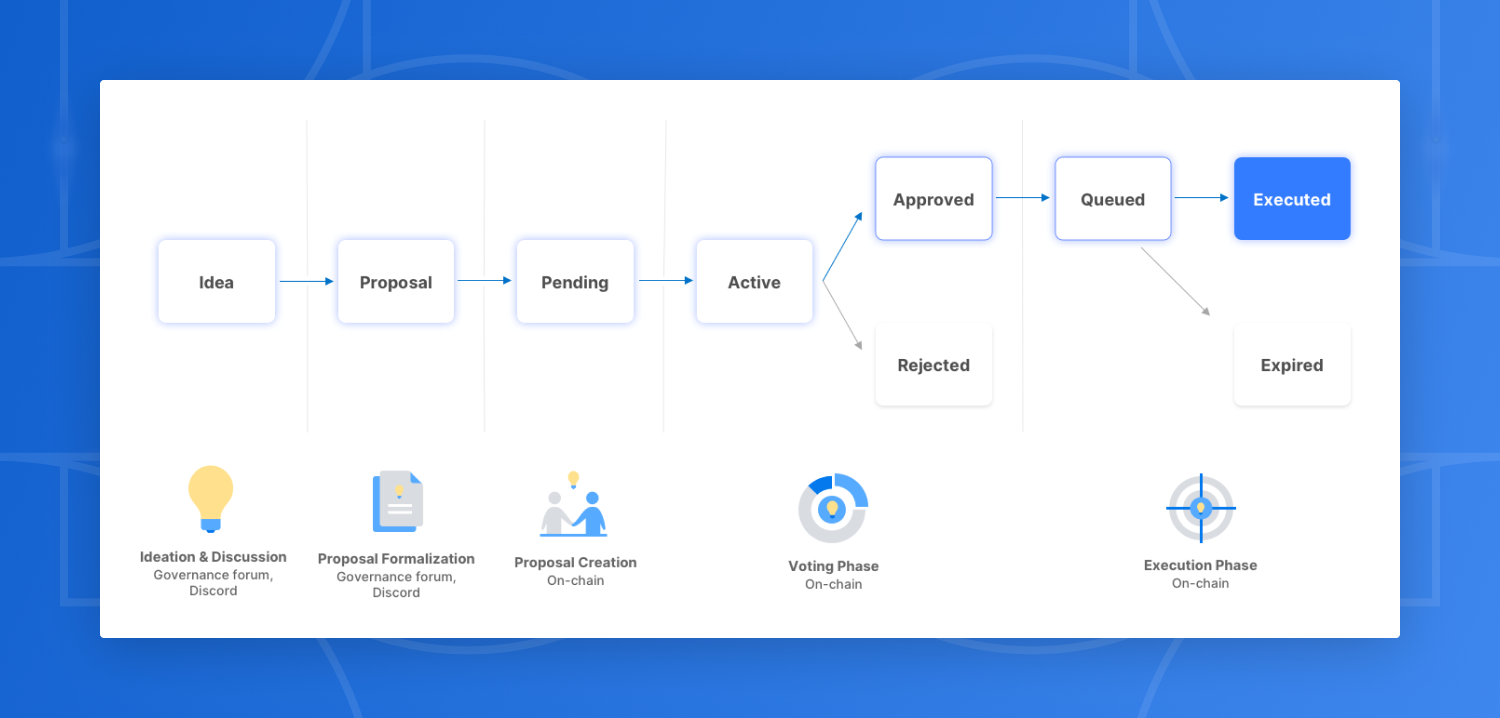 Approved
Queued
Executed
Idea
Proposal
Pending
Active
Rejected
Expired
Ideation & Discussion
Governance forum,
Discord
Proposal Formalization
Governance forum,
Discord
Proposal Creation
On-chain
Voting Phase
On-chain
Execution Phase
On-chain